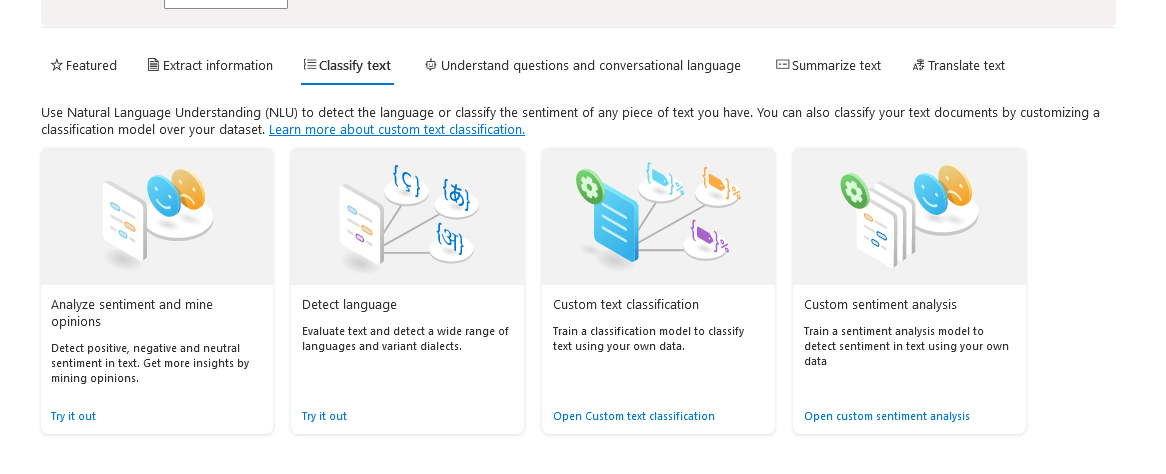 Featured
Extract information
Classify text
Understand questions and conversational language
Summarize text
Translate text
Use Natural Language Understanding (NLU) to detect the language or classify the sentiment of any piece of text you have. You can also classify your text documents by customizing a
classification model over your dataset. Learn more about custom text classification.
{ç}
{あ}
{अ}
%
%
%
Analyze sentiment and mine
opinions
Detect positive, negative and neutral
sentiment in text. Get more insights by
mining opinions.
Try it out
Detect language
Evaluate text and detect a wide range of
languages and variant dialects.
Try it out
Custom text classification
Train a classification model to classify
text using your own data.
Open Custom text classification
Custom sentiment analysis
Train a sentiment analysis model to
detect sentiment in text using your own
data
Open custom sentiment analysis